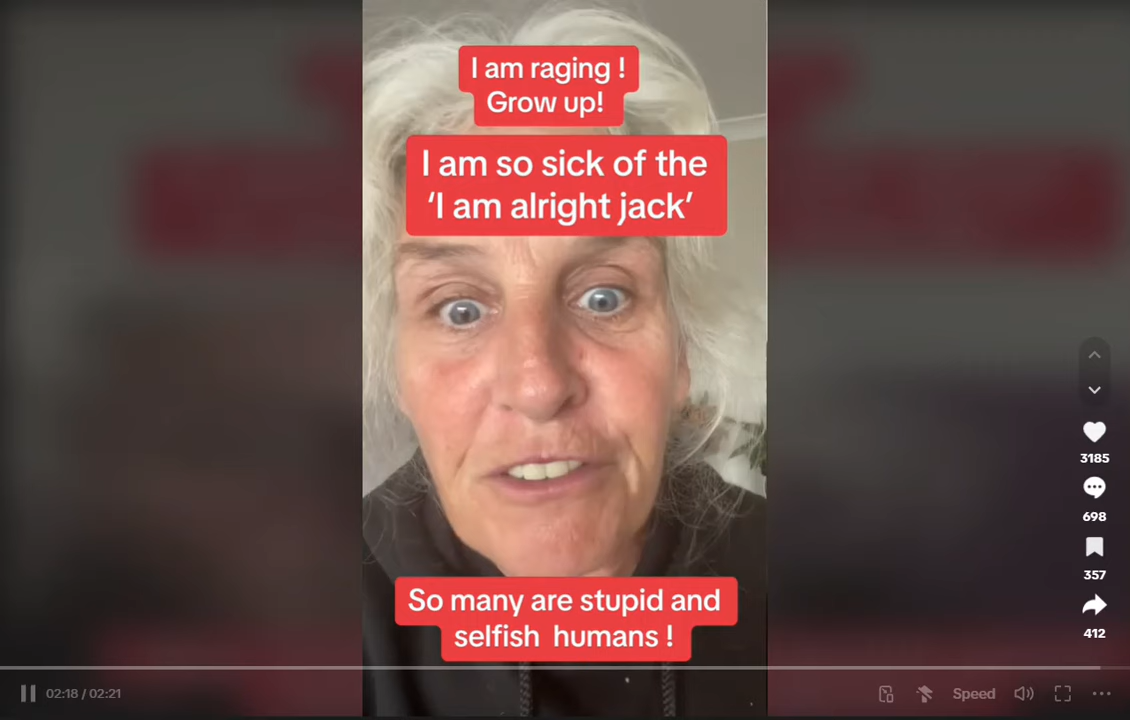 I am raging !
Grow up!
I am so sick of the
‘I am alright jack’
So many are stupid and
selfish humans !
3185
698
357
412
02:18 / 02:21
Speed